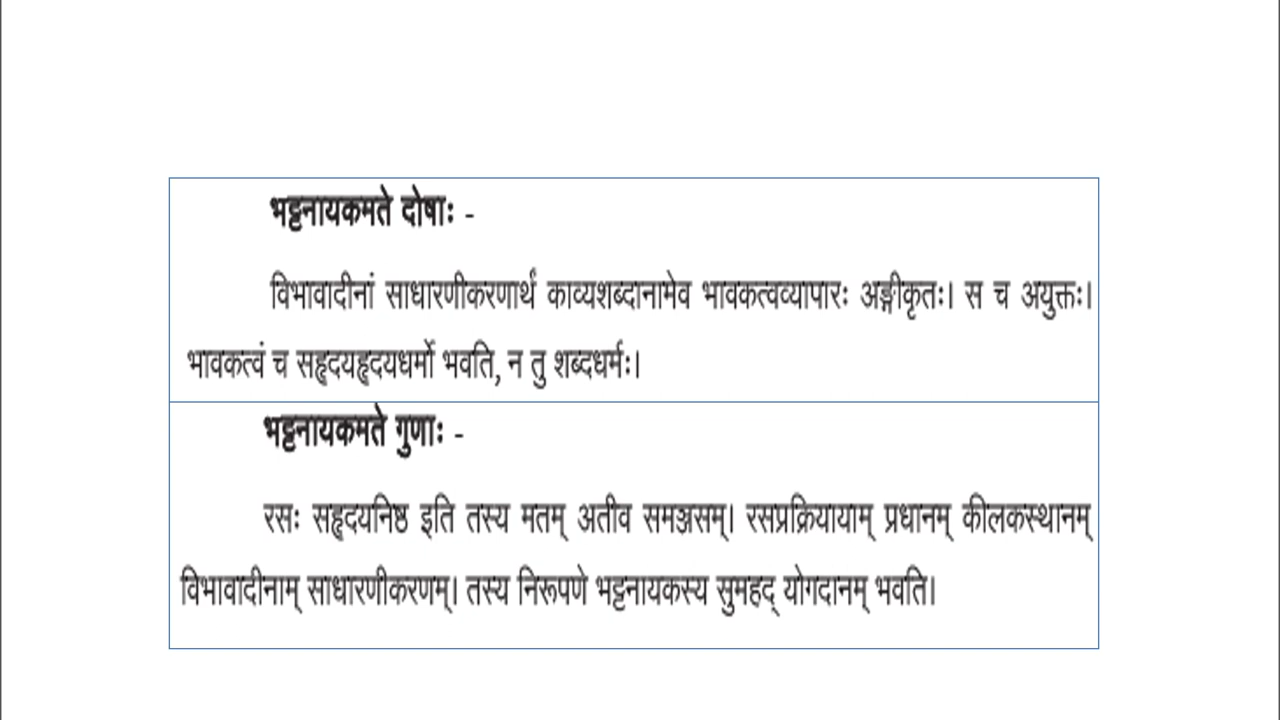 भट्टनायकमते दोषाः -
विभावादीनां साधारणीकरणार्थं काव्यशब्दानामेव भावकत्वव्यापारः अङ्गीकृतः। स च अयुक्तः।
भावकत्वं च सहृदयहृदयधर्मो भवति, न तु शब्दधर्मः।
भट्टनायकमते गुणाः -
रसः सहृदयनिष्ठ इति तस्य मतम् अतीव समञ्जसम्। रसप्रक्रियायाम् प्रधानम् कीलकस्थानम्
विभावादीनाम् साधारणीकरणम्। तस्य निरूपणे भट्टनायकस्य सुमहद् योगदानम् भवति।